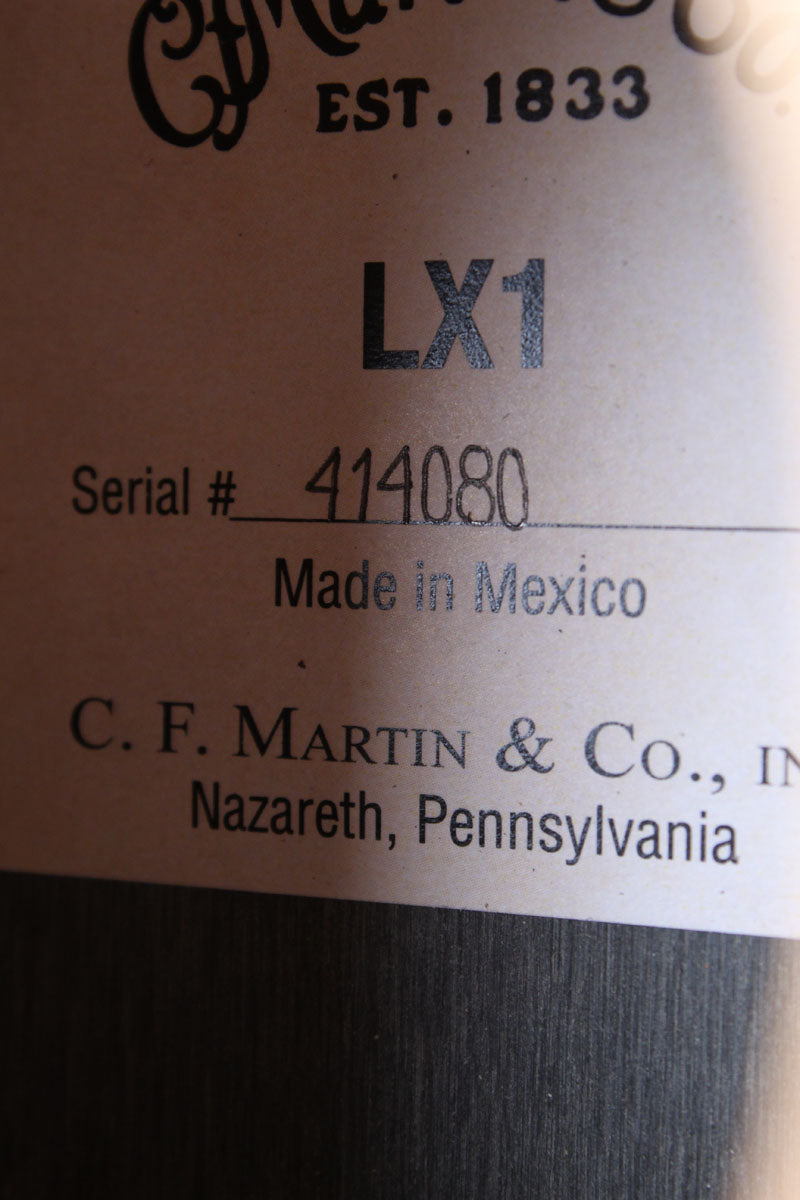 EST. 1833
LX1
Serial # 414080
Made in Mexico
C. F. MARTIN & Co.,
Nazareth, Pennsylvania